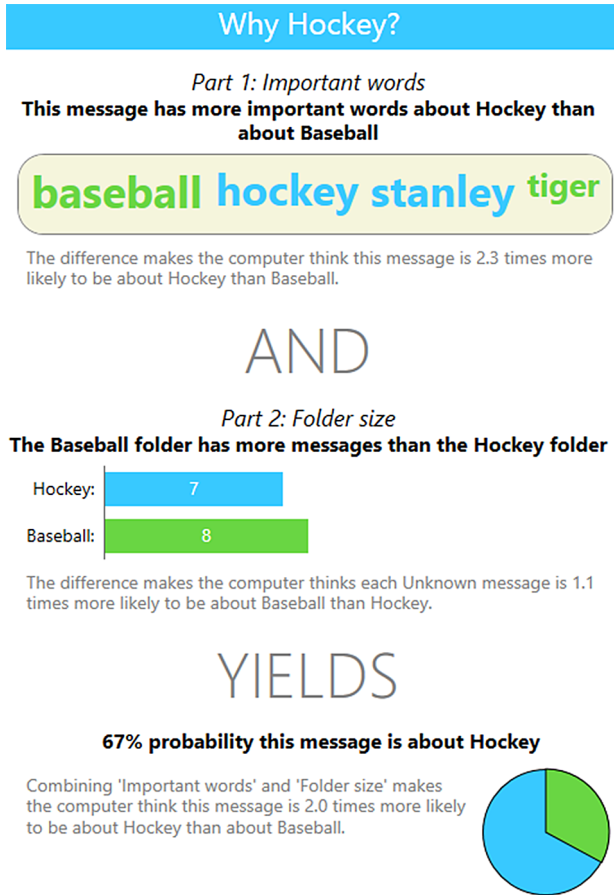 Why Hockey?
Part 1: Important words
This message has more important words about Hockey than
about Baseball
baseball hockey stanley tiger
The difference makes the computer think this message is 2.3 times more
likely to be about Hockey than Baseball.
AND
Part 2: Folder size
The Baseball folder has more messages than the Hockey folder
Hockey: 7
Baseball: 8
The difference makes the computer thinks each Unknown message is 1.1
times more likely to be about Baseball than Hockey.
YIELDS
67% probability this message is about Hockey
Combining 'Important words' and 'Folder size' makes
the computer think this message is 2.0 times more likely
to be about Hockey than about Baseball.